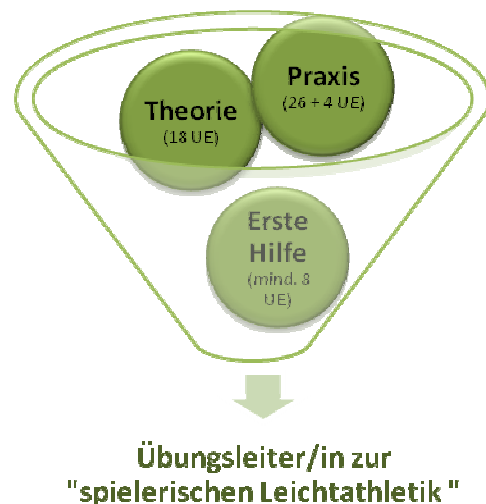 Praxis
(26 + 4 UE)
Theorie
(18 UE)
Erste
Hilfe
(mind. 8
UE)
Übungsleiter/in zur
"spielerischen Leichtathletik "